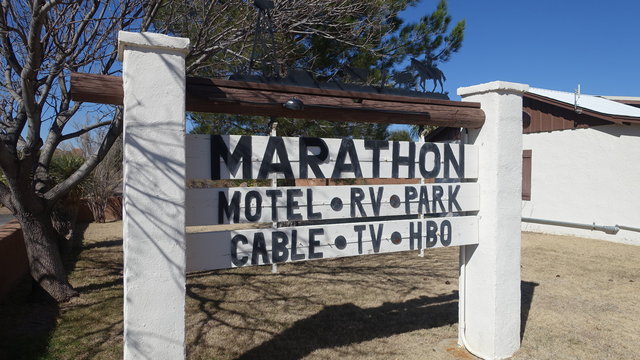 MARATHON
MOTEL • RV • PARK
CABLE • TV • HBO